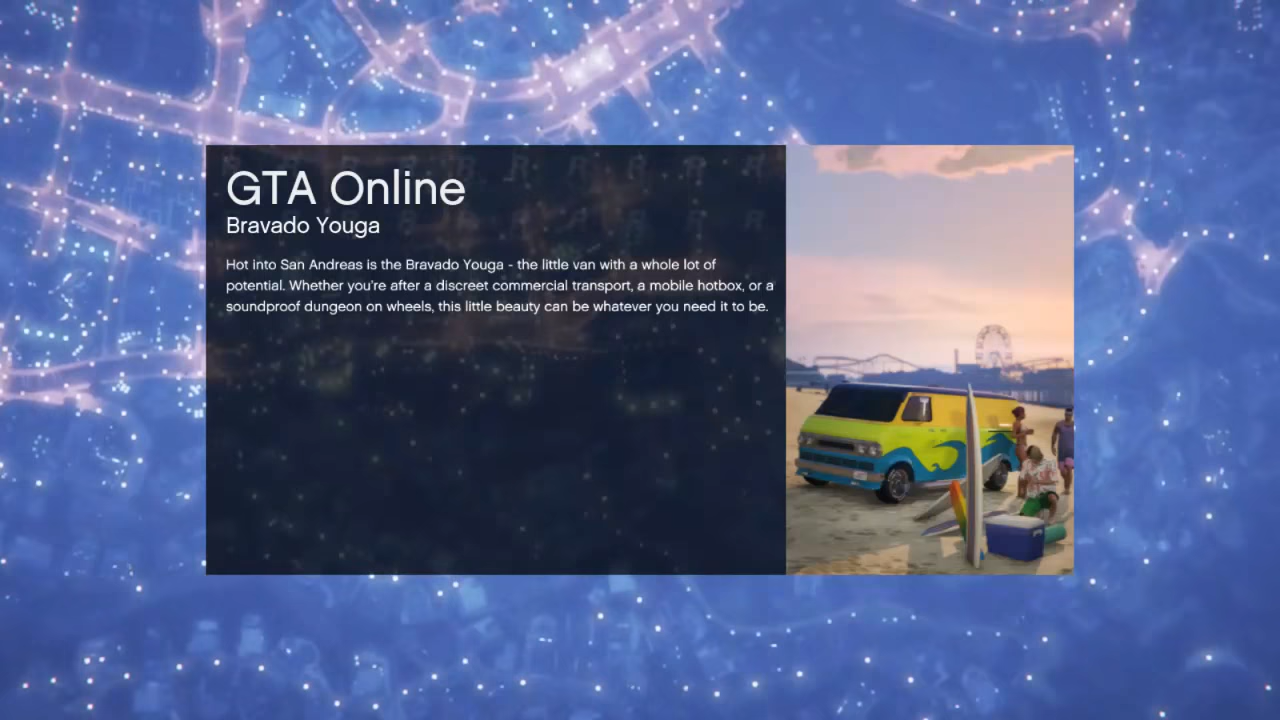 GTA Online
Bravado Youga
Hot into San Andreas is the Bravado Youga - the little van with a whole lot of
potential. Whether you're after a discreet commercial transport, a mobile hotbox, or a
soundproof dungeon on wheels, this little beauty can be whatever you need it to be.